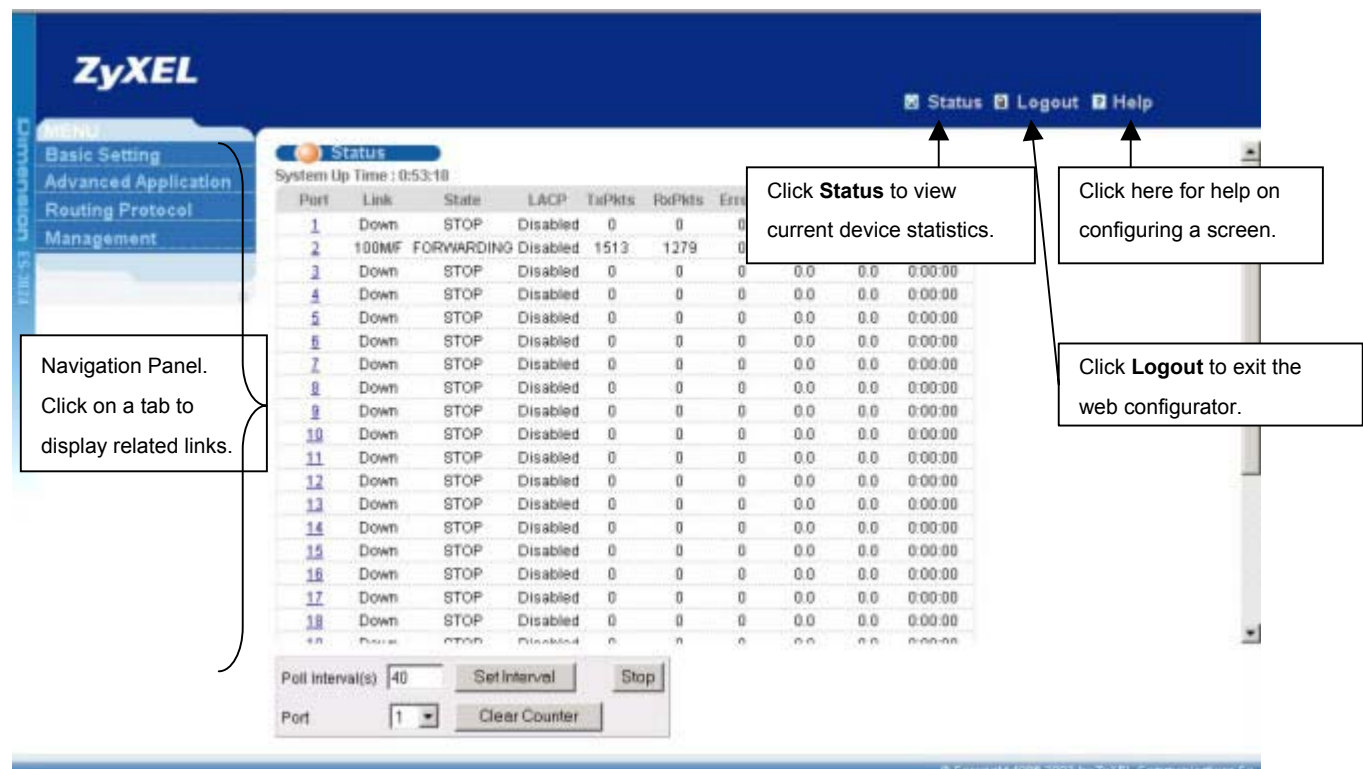 ZyXEL
Status Logout Help
Dimension ES-3124
MENU
Basic Setting
Advanced Application
Routing Protocol
Management
Status
System Up Time : 0:53:18
Port Link State LACP TxPkts RxPkts
1 Down STOP Disabled 0 0 0
2 100M/F FORWARDING Disabled 1513 1279 0
3 Down STOP Disabled 0 0 0 0.0 0.0 0:00:00
4 Down STOP Disabled 0 0 0 0.0 0.0 0:00:00
5 Down STOP Disabled 0 0 0 0.0 0.0 0:00:00
6 Down STOP Disabled 0 0 0 0.0 0.0 0:00:00
7 Down STOP Disabled 0 0 0 0.0 0.0 0:00:00
8 Down STOP Disabled 0 0 0 0.0 0.0 0:00:00
9 Down STOP Disabled 0 0 0 0.0 0.0 0:00:00
10 Down STOP Disabled 0 0 0 0.0 0.0 0:00:00
11 Down STOP Disabled 0 0 0 0.0 0.0 0:00:00
12 Down STOP Disabled 0 0 0 0.0 0.0 0:00:00
13 Down STOP Disabled 0 0 0 0.0 0.0 0:00:00
14 Down STOP Disabled 0 0 0 0.0 0.0 0:00:00
15 Down STOP Disabled 0 0 0 0.0 0.0 0:00:00
16 Down STOP Disabled 0 0 0 0.0 0.0 0:00:00
17 Down STOP Disabled 0 0 0 0.0 0.0 0:00:00
18 Down STOP Disabled 0 0 0 0.0 0.0 0:00:00
Poll Interval(s) 40 Set Interval Stop
Port 1 Clear Counter
Click Status to view
current device statistics.
Click here for help on
configuring a screen.
Click Logout to exit the
web configurator.
Navigation Panel.
Click on a tab to
display related links.